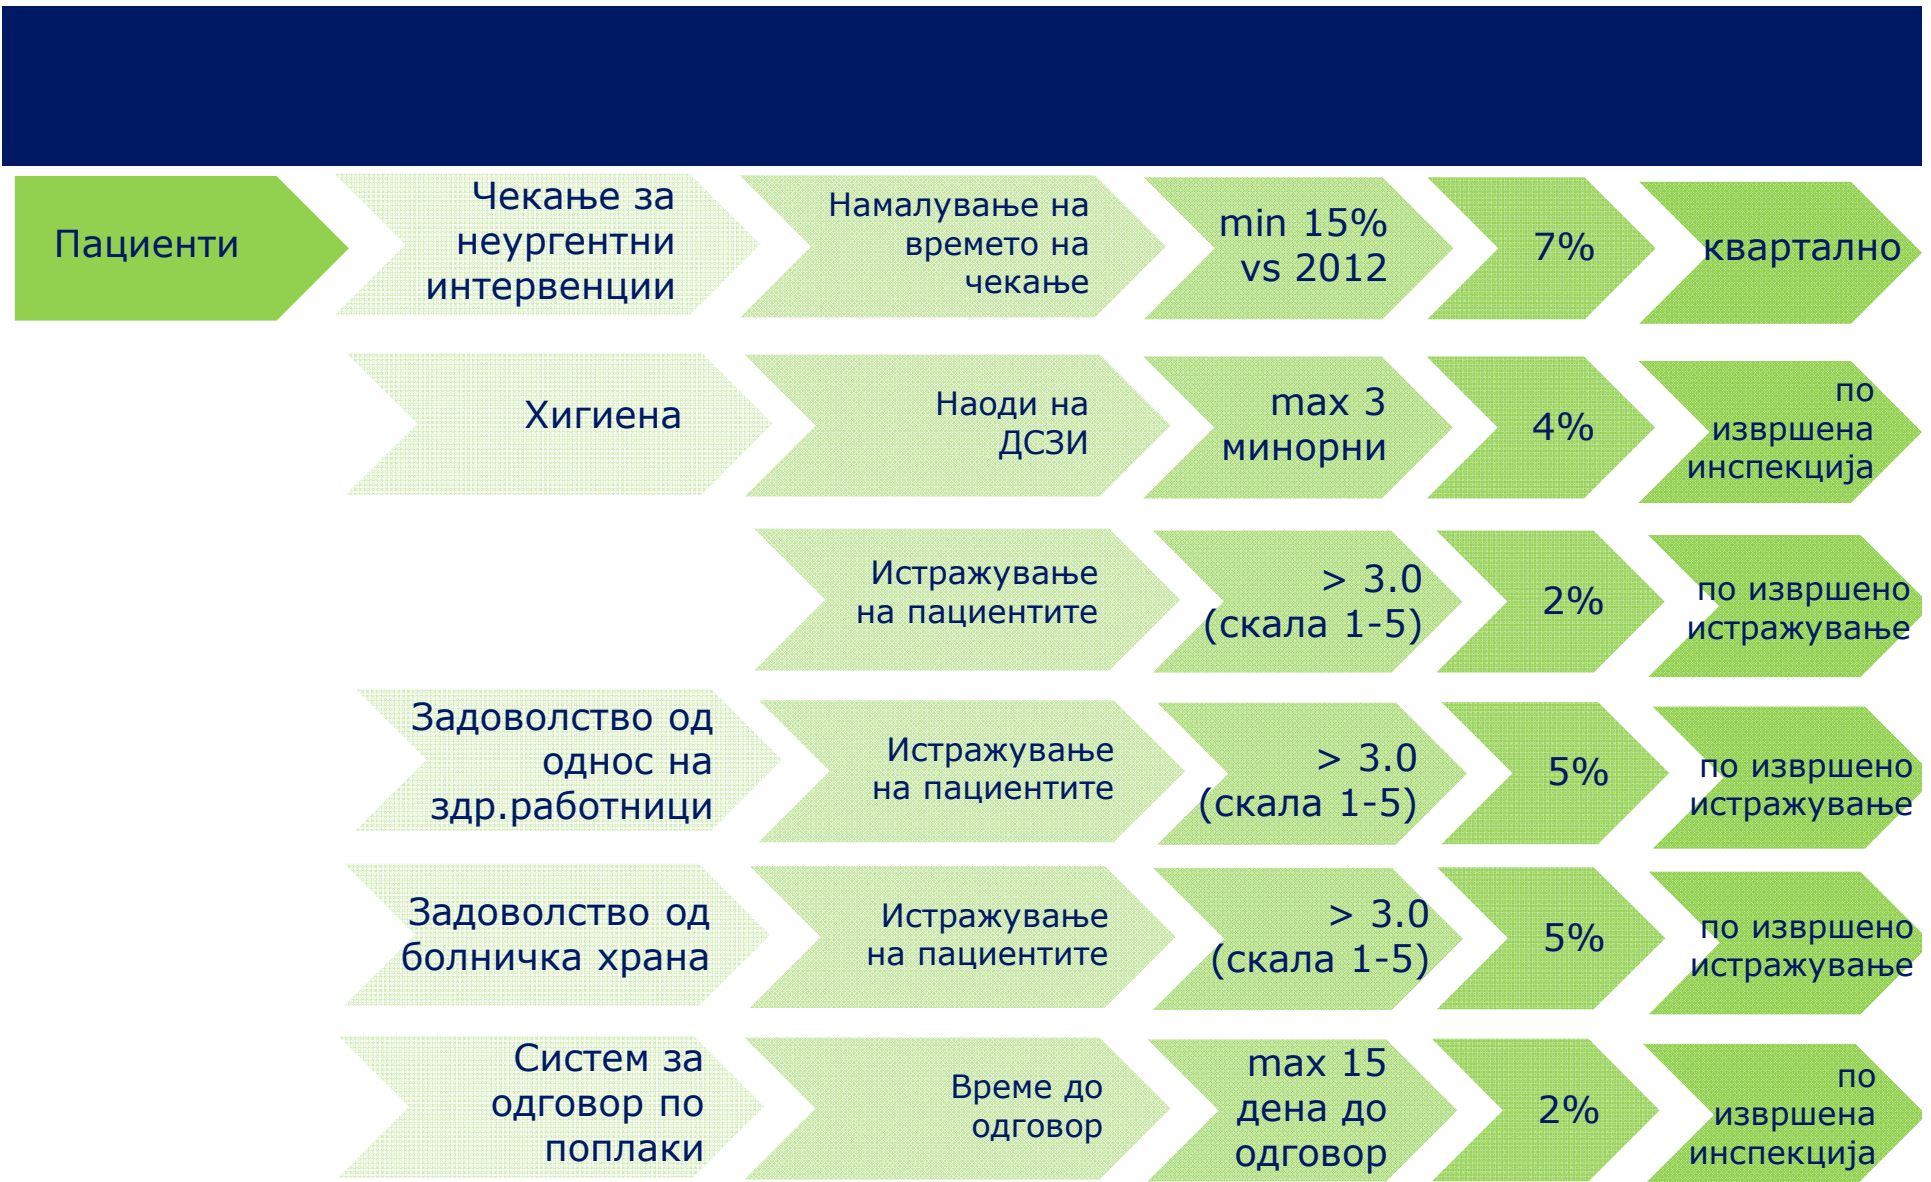 Пациенти
Чекање за
неургентни
интервенции
Намалување на
времето на
чекање
min 15%
vs 2012
7%
квартално
Хигиена
Наоди на
ДСЗИ
max 3
минорни
4%
по
извршена
инспекција
Истражување
на пациентите
> 3.0
(скала 1-5)
2%
по извршено
истражување
Задоволство од
однос на
здр.работници
Истражување
на пациентите
> 3.0
(скала 1-5)
5%
по извршено
истражување
Задоволство од
болничка храна
Истражување
на пациентите
> 3.0
(скала 1-5)
5%
по извршено
истражување
Систем за
одговор по
поплаки
Време до
одговор
max 15
дена до
одговор
2%
по
извршена
инспекција